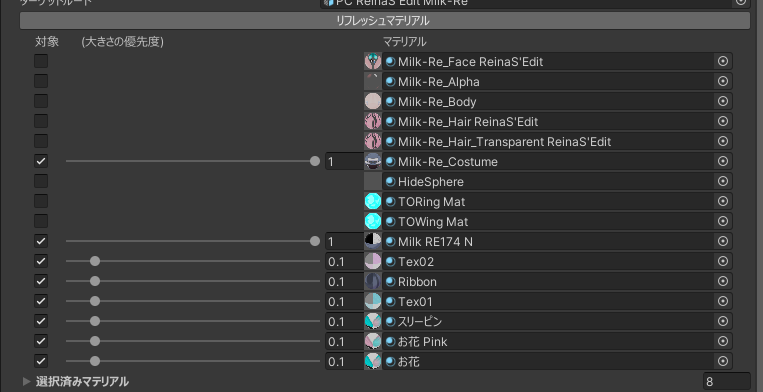 ターゲットルート PC ReinaS Edit Milk-Re
リフレッシュマテリアル
対象 (大きさの優先度) マテリアル
Milk-Re_Face ReinaS'Edit
Milk-Re_Alpha
Milk-Re_Body
Milk-Re_Hair ReinaS'Edit
Milk-Re_Hair_Transparent ReinaS'Edit
1 Milk-Re_Costume
HideSphere
TORing Mat
TOWing Mat
1 Milk RE174 N
0.1 Tex02
0.1 Ribbon
0.1 Tex01
0.1 スリーピン
0.1 お花 Pink
0.1 お花
選択済みマテリアル 8